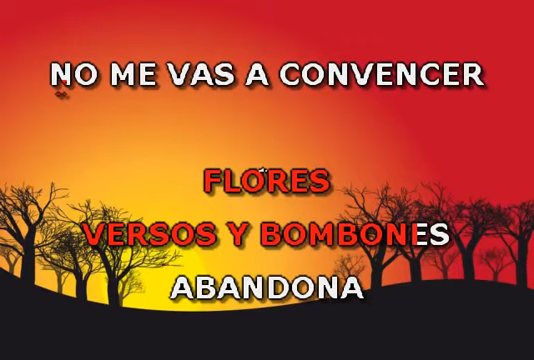 NO ME VAS A CONVENCER
FLORES
VERSOS Y BOMBONES
ABANDONA